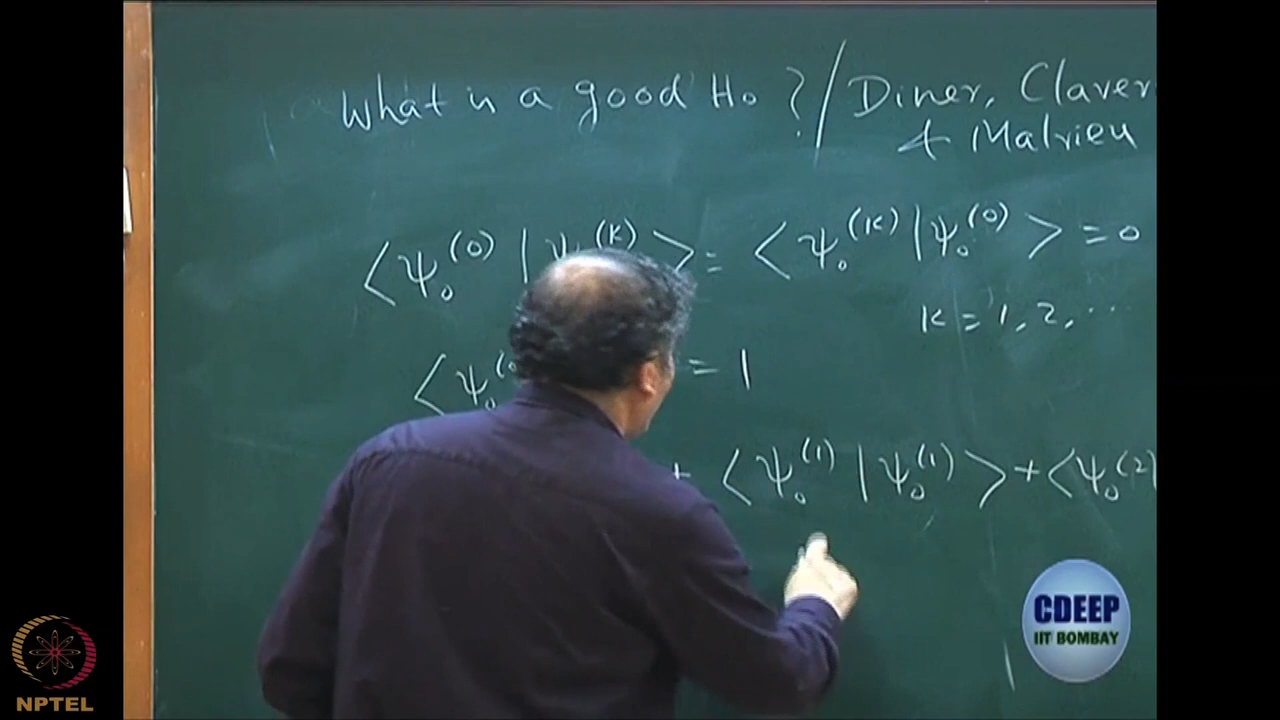 What is a good H₀ ? / Diner, Claver
& Malrieu
⟨ψ₀⁽⁰⁾ | ψ₀⁽ᴷ⁾⟩ = ⟨ψ₀⁽ᴷ⁾ | ψ₀⁽⁰⁾⟩ = 0
K = 1, 2, ...
⟨ψ₀ = 1
+ ⟨ψ₀⁽¹⁾ | ψ₀⁽¹⁾⟩ + ⟨ψ₀⁽²⁾
CDEEP
IIT BOMBAY
NPTEL